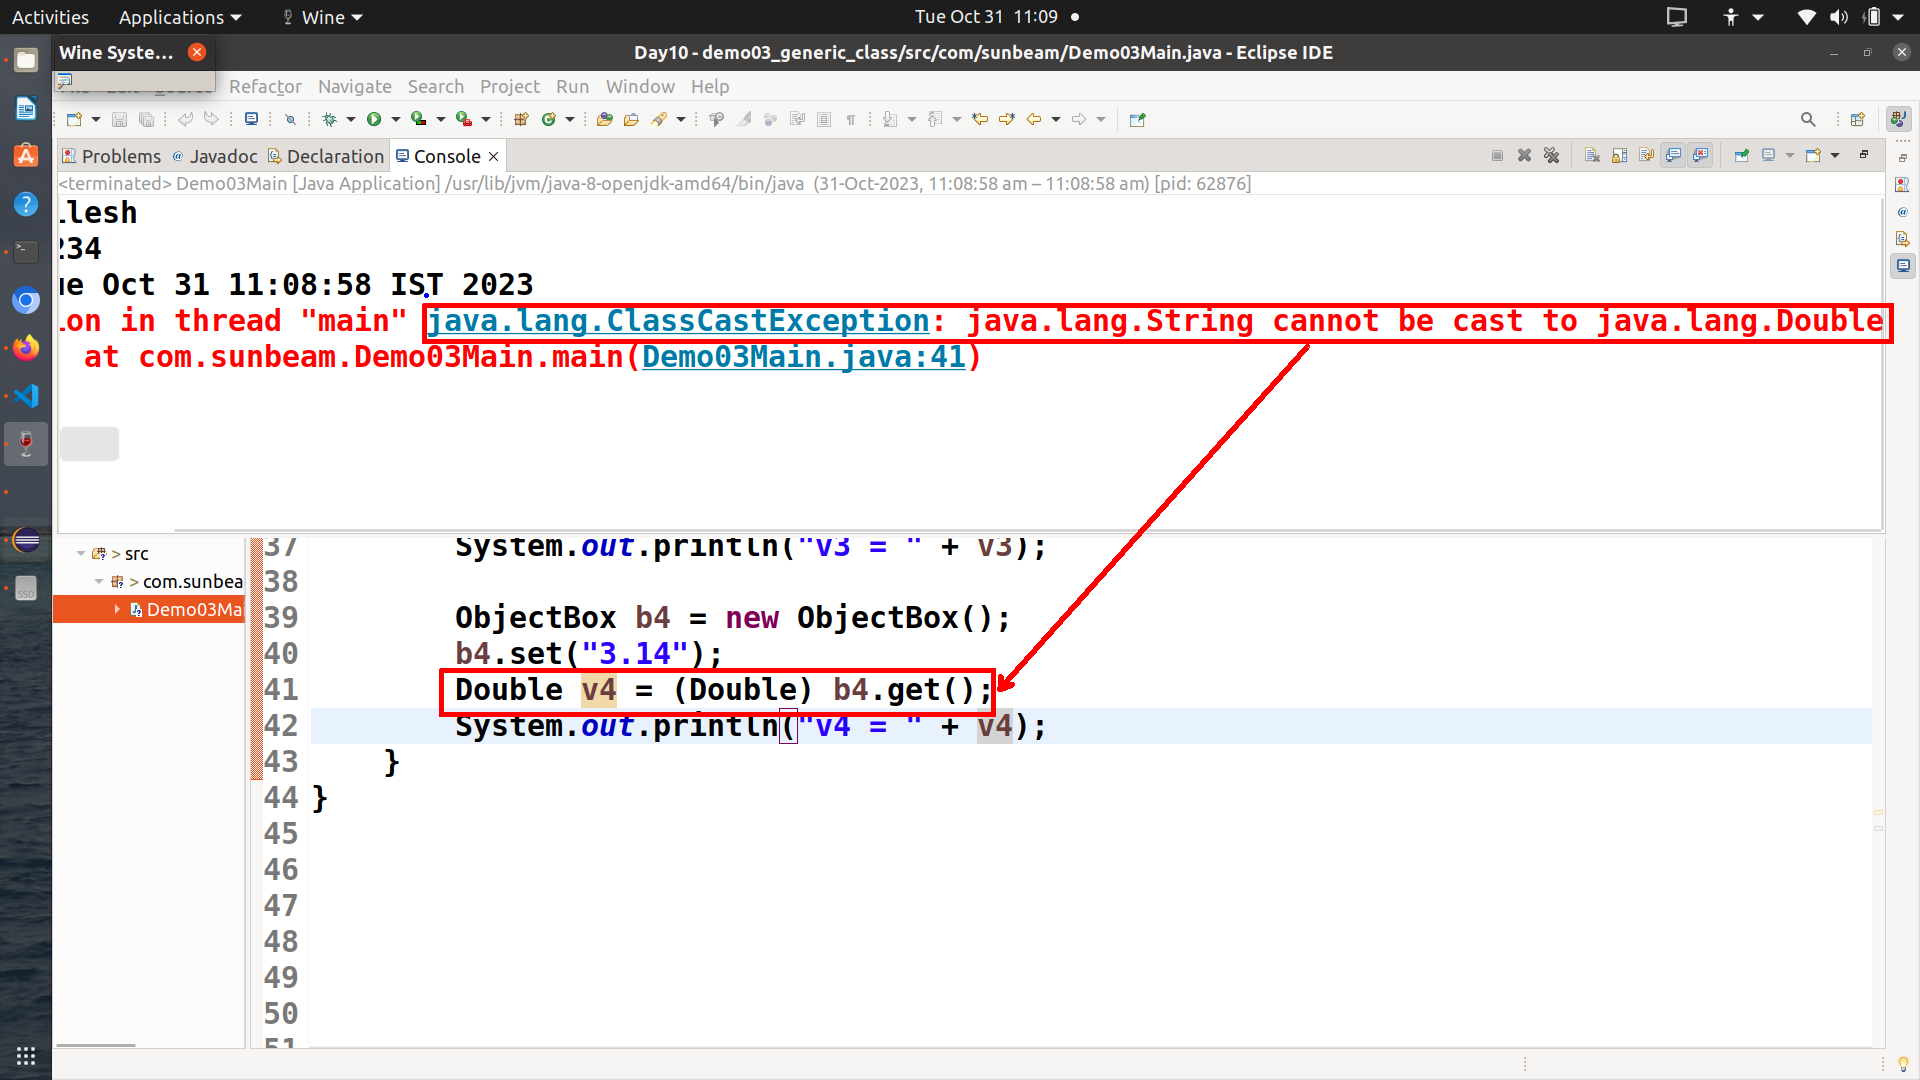 Activities Applications Wine Tue Oct 31 11:09
Wine Syste...
Day10 - demo03_generic_class/src/com/sunbeam/Demo03Main.java - Eclipse IDE
Refactor Navigate Search Project Run Window Help
Problems Javadoc Declaration Console
<terminated> Demo03Main [Java Application] /usr/lib/jvm/java-8-openjdk-amd64/bin/java (31-Oct-2023, 11:08:58 am – 11:08:58 am) [pid: 62876]
ilesh
234
ue Oct 31 11:08:58 IST 2023
ion in thread "main" java.lang.ClassCastException: java.lang.String cannot be cast to java.lang.Double
at com.sunbeam.Demo03Main.main(Demo03Main.java:41)
> src
> com.sunbea
Demo03Mai
37 System.out.println("v3 = " + v3);
38
39 ObjectBox b4 = new ObjectBox();
40 b4.set("3.14");
41 Double v4 = (Double) b4.get();
42 System.out.println("v4 = " + v4);
43 }
44 }
45
46
47
48
49
50
51